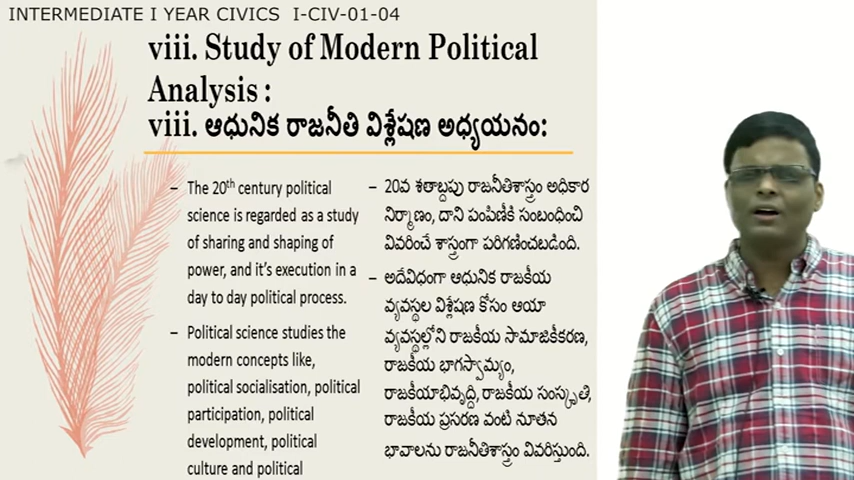 INTERMEDIATE I YEAR CIVICS I-CIV-01-04
viii. Study of Modern Political
Analysis :
viii. ఆధునిక రాజనీతి విశ్లేషణ అధ్యయనం:
– The 20th century political
science is regarded as a study
of sharing and shaping of
power, and it's execution in a
day to day political process.
– Political science studies the
modern concepts like,
political socialisation, political
participation, political
development, political
culture and political
– 20వ శతాబ్దపు రాజనీతిశాస్త్రం అధికార
నిర్మాణం, దాని పంపిణీకి సంబంధించి
వివరించే శాస్త్రంగా పరిగణించబడింది.
– అదేవిధంగా ఆధునిక రాజకీయ
వ్యవస్థల విశ్లేషణ కోసం ఆయా
వ్యవస్థల్లోని రాజకీయ సామాజికీకరణ,
రాజకీయ భాగస్వామ్యం,
రాజకీయాభివృద్ధి, రాజకీయ సంస్కృతి,
రాజకీయ ప్రసరణ వంటి నూతన
భావాలను రాజనీతిశాస్త్రం వివరిస్తుంది.